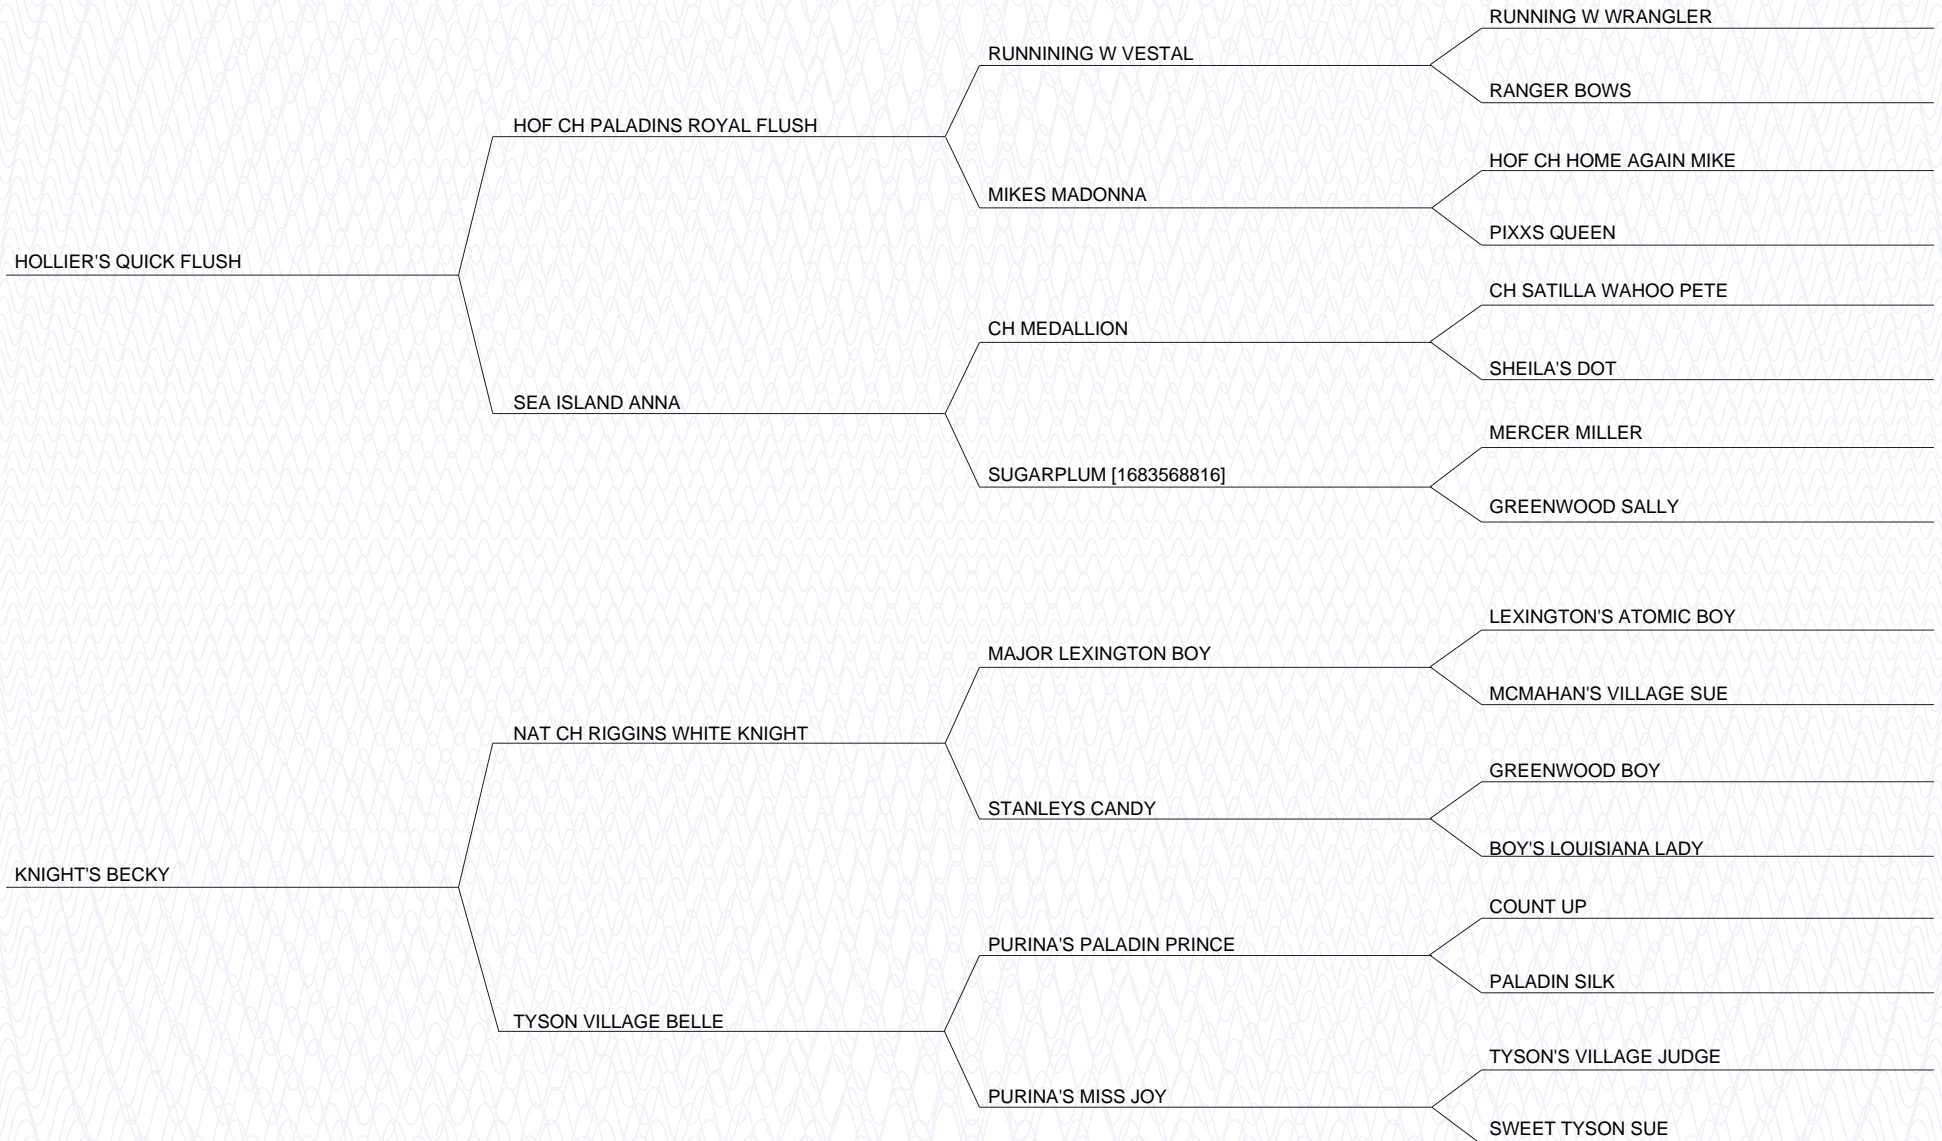 RUNNING W WRANGLER
RUNNINING W VESTAL
RANGER BOWS
HOF CH PALADINS ROYAL FLUSH
HOF CH HOME AGAIN MIKE
MIKES MADONNA
PIXXS QUEEN
HOLLIER'S QUICK FLUSH
CH SATILLA WAHOO PETE
CH MEDALLION
SHEILA'S DOT
SEA ISLAND ANNA
MERCER MILLER
SUGARPLUM [1683568816]
GREENWOOD SALLY
LEXINGTON'S ATOMIC BOY
MAJOR LEXINGTON BOY
MCMAHAN'S VILLAGE SUE
NAT CH RIGGINS WHITE KNIGHT
GREENWOOD BOY
STANLEYS CANDY
BOY'S LOUISIANA LADY
KNIGHT'S BECKY
COUNT UP
PURINA'S PALADIN PRINCE
PALADIN SILK
TYSON VILLAGE BELLE
TYSON'S VILLAGE JUDGE
PURINA'S MISS JOY
SWEET TYSON SUE